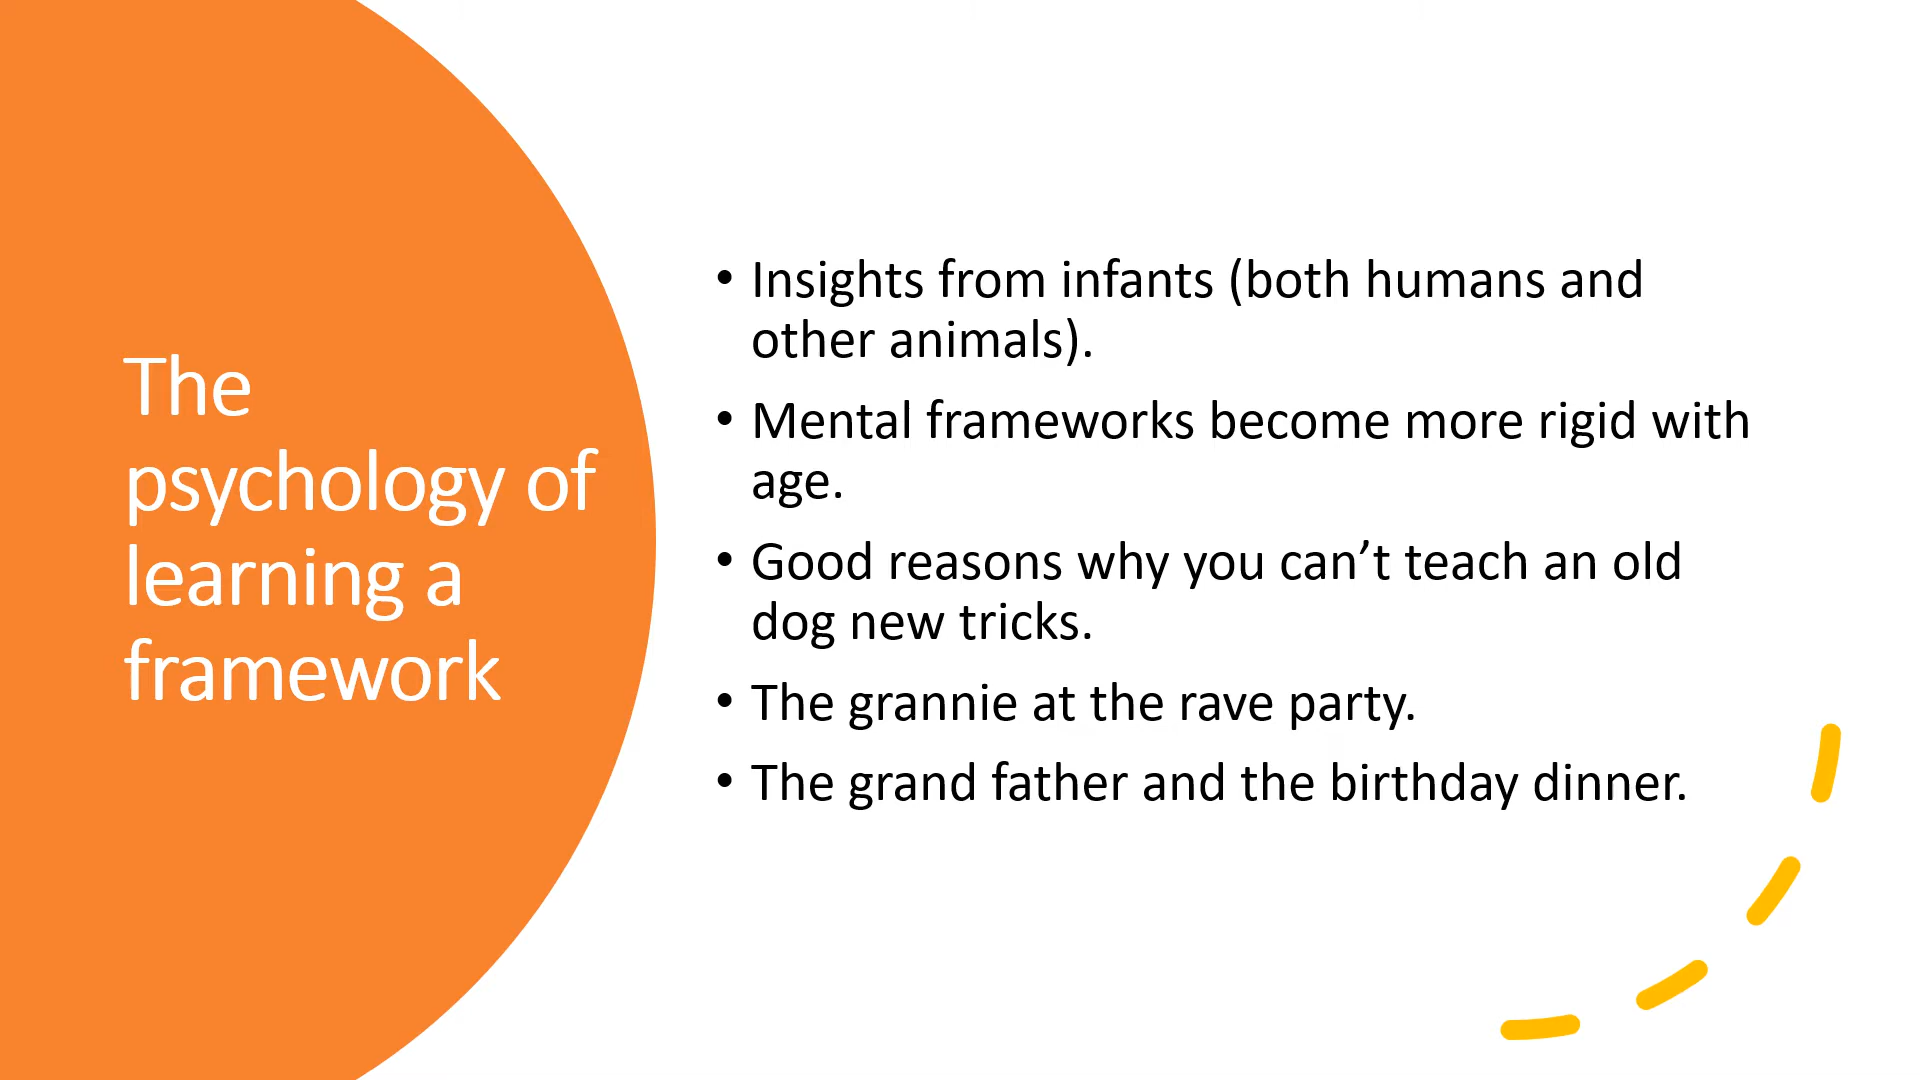 The
psychology of
learning a
framework
• Insights from infants (both humans and
other animals).
• Mental frameworks become more rigid with
age.
• Good reasons why you can’t teach an old
dog new tricks.
• The grannie at the rave party.
• The grand father and the birthday dinner.